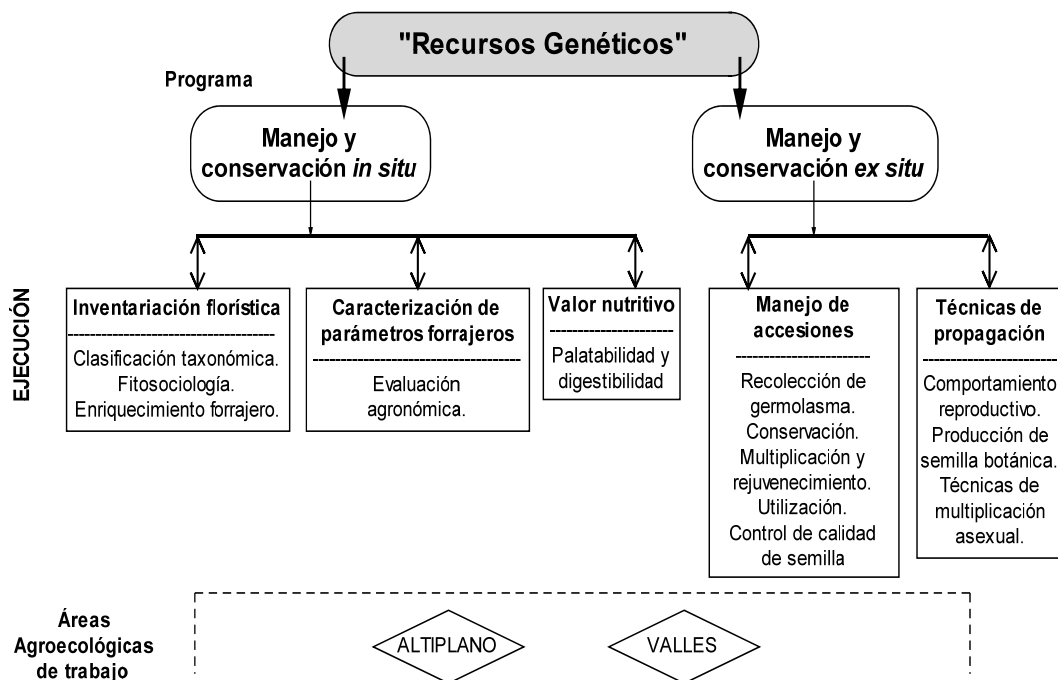 "Recursos Genéticos"
Programa
Manejo y
conservación in situ
Manejo y
conservación ex situ
EJECUCIÓN
Inventariación florística
Clasificación taxonómica.
Fitosociología.
Enriquecimiento forrajero.
Caracterización de
parámetros forrajeros
Evaluación
agronómica.
Valor nutritivo
Palatabilidad y
digestibilidad
Manejo de
accesiones
Recolección de
germolasma.
Conservación.
Multiplicación y
rejuvenecimiento.
Utilización.
Control de calidad
de semilla
Técnicas de
propagación
Comportamiento
reproductivo.
Producción de
semilla botánica.
Técnicas de
multiplicación
asexual.
Áreas
Agroecológicas
de trabajo
ALTIPLANO
VALLES